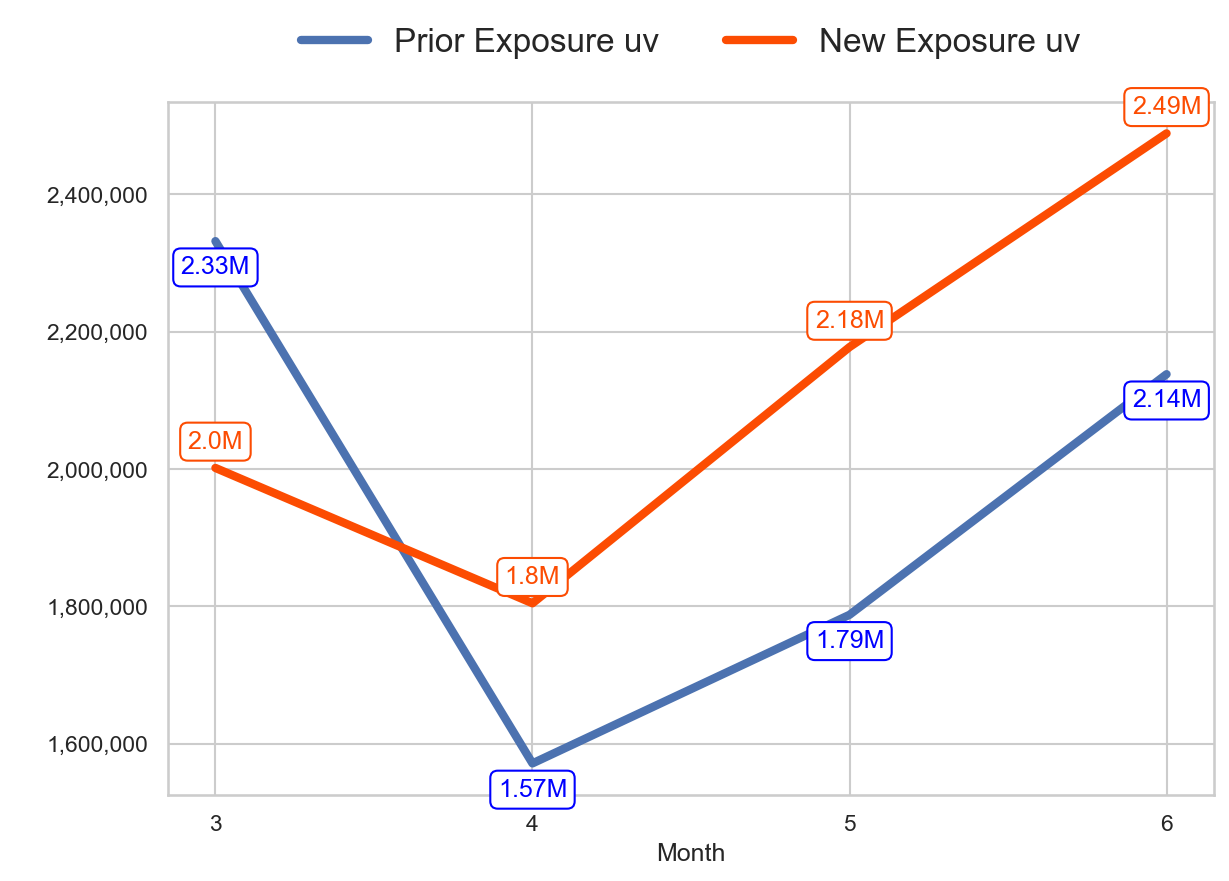 Prior Exposure uv New Exposure uv
2.49M
2,400,000
2.33M
2.18M
2,200,000
2.14M
2.0M
2,000,000
1.8M
1,800,000
1.79M
1,600,000
1.57M
3 4 5 6
Month